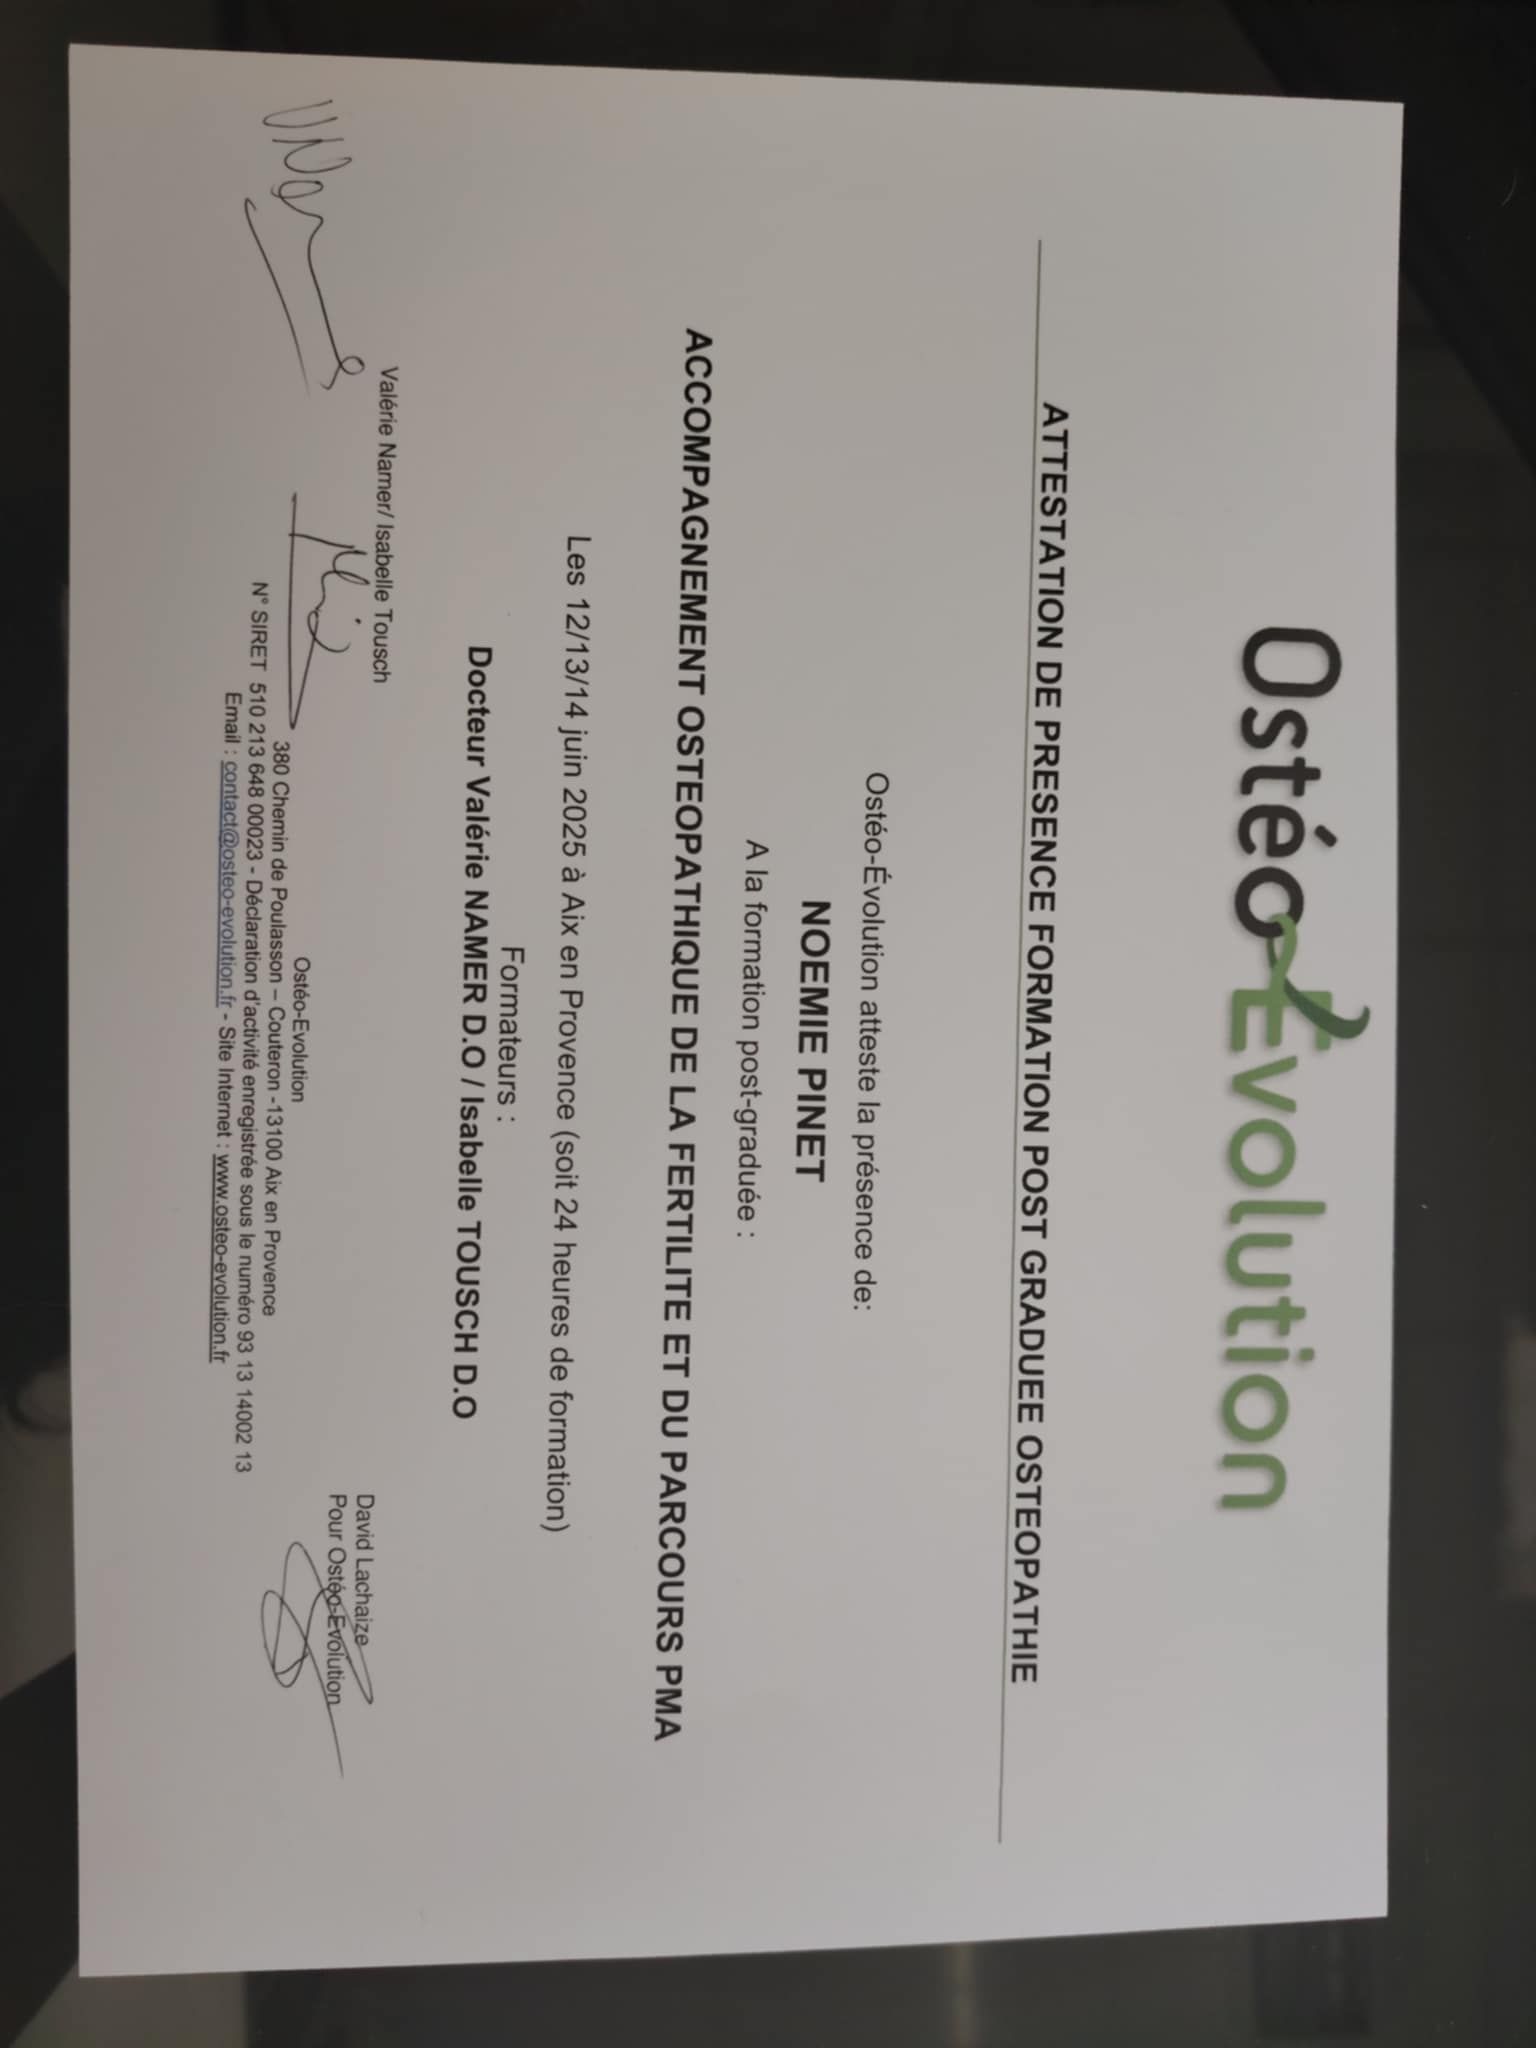 Ostéo Évolution
ATTESTATION DE PRESENCE FORMATION POST GRADUEE OSTEOPATHIE
Ostéo-Évolution atteste la présence de:
NOEMIE PINET
A la formation post-graduée :
ACCOMPAGNEMENT OSTEOPATHIQUE DE LA FERTILITE ET DU PARCOURS PMA
Les 12/13/14 juin 2025 à Aix en Provence (soit 24 heures de formation)
Formateurs :
Docteur Valérie NAMER D.O / Isabelle TOUSCH D.O
Valérie Namer/ Isabelle Tousch
David Lachaize
Pour Ostéo-Evolution
Ostéo-Evolution
380 Chemin de Poulasson – Couteron -13100 Aix en Provence
N° SIRET 510 213 648 00023 - Déclaration d'activité enregistrée sous le numéro 93 13 14002 13
Email : contact@osteo-evolution.fr - Site Internet : www.osteo-evolution.fr